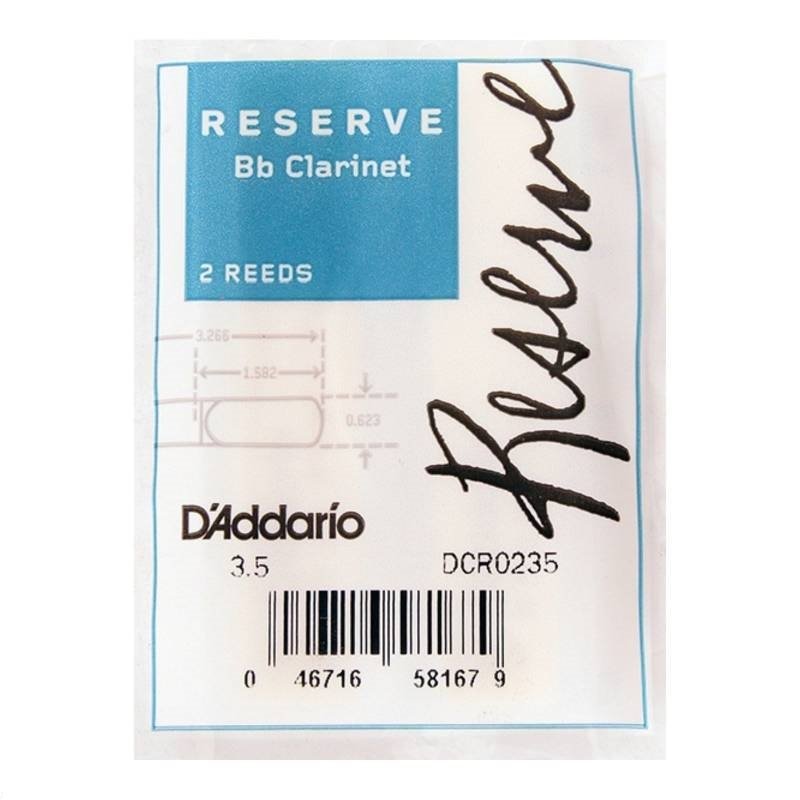 RESERVE
Bb Clarinet
2 REEDS
Reserve
3.266
1.582
0.623
D'Addario
3.5 DCR0235
0 46716 58167 9